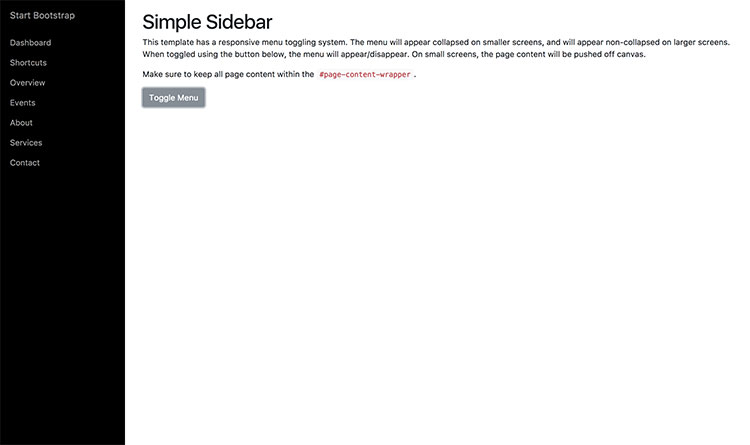 Start Bootstrap
Dashboard
Shortcuts
Overview
Events
About
Services
Contact
Simple Sidebar
This template has a responsive menu toggling system. The menu will appear collapsed on smaller screens, and will appear non-collapsed on larger screens.
When toggled using the button below, the menu will appear/disappear. On small screens, the page content will be pushed off canvas.
Make sure to keep all page content within the #page-content-wrapper.
Toggle Menu